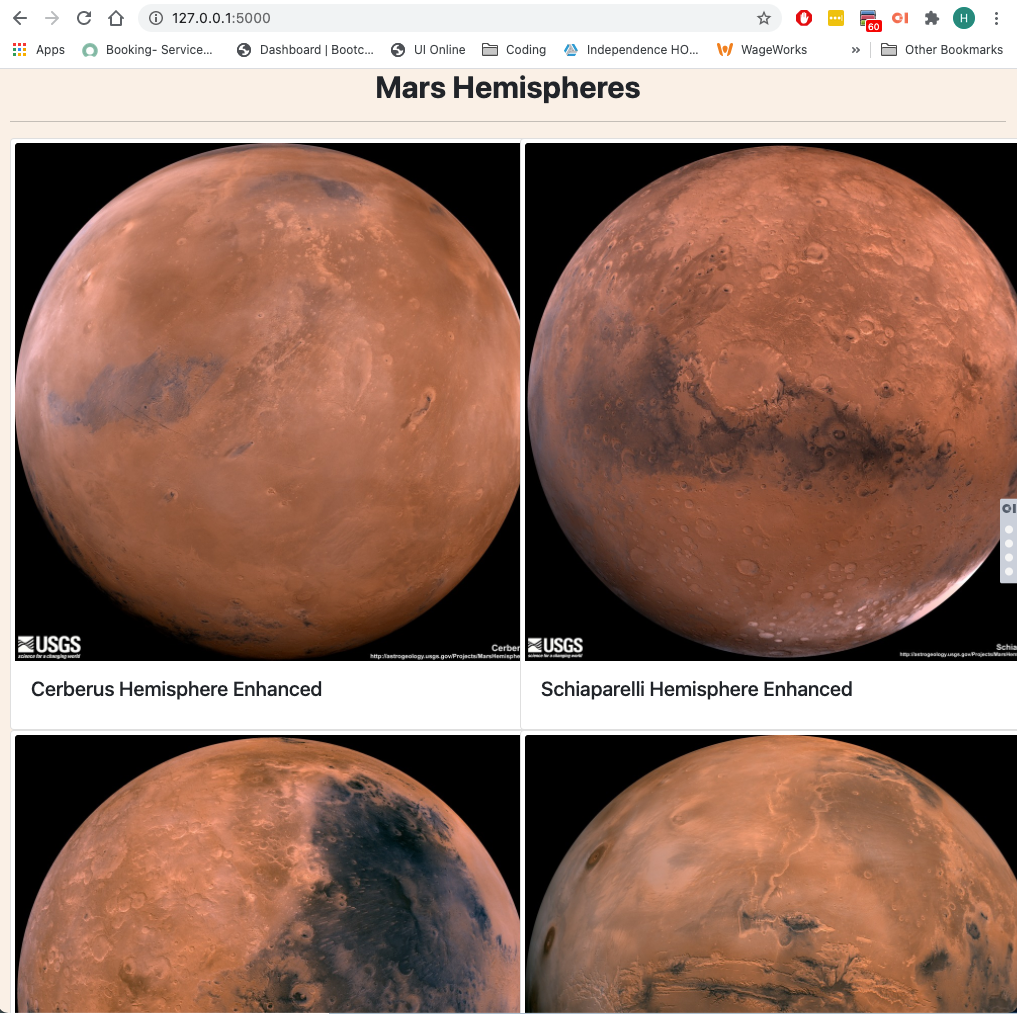 127.0.0.1:5000
60
H
Apps
Booking- Service...
Dashboard | Bootc...
UI Online
Coding
Independence HO...
WageWorks
»
Other Bookmarks
Mars Hemispheres
USGS
science for a changing world
Cerber
http://astrogeology.usgs.gov/Projects/MarsHemisphe
USGS
science for a changing world
Schia
http://astrogeology.usgs.gov/Projects/MarsHemisphe
Cerberus Hemisphere Enhanced
Schiaparelli Hemisphere Enhanced